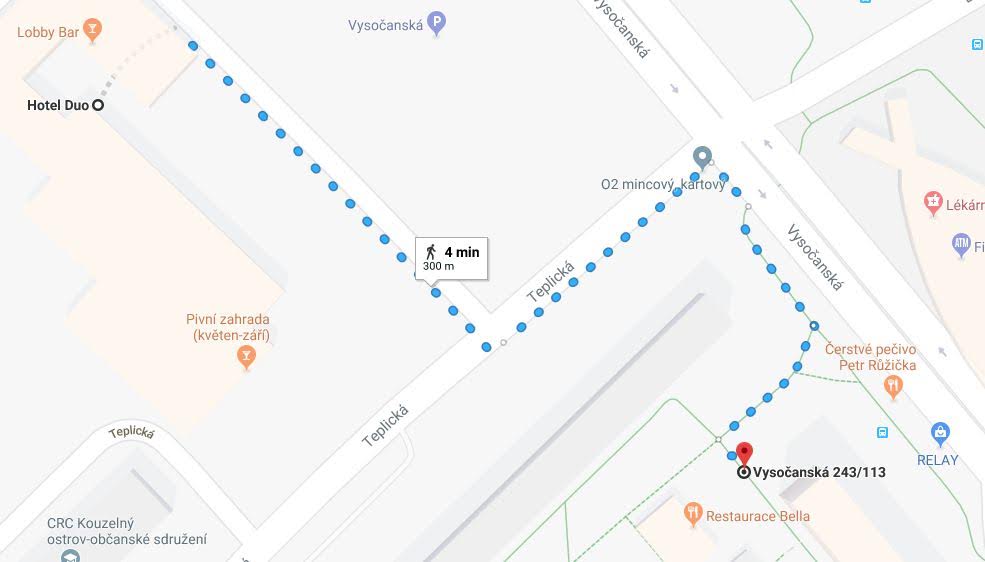 Lobby Bar
Vysočanská
P
Vysočanská
Hotel Duo
O2 mincový, kartový
Lékárn
ATM
Fi
4 min
300 m
Teplická
Vysočanská
Pivní zahrada
(květen-září)
Čerstvé pečivo
Petr Růžička
Teplická
Teplická
RELAY
Vysočanská 243/113
Restaurace Bella
CRC Kouzelný
ostrov-občanské sdružení